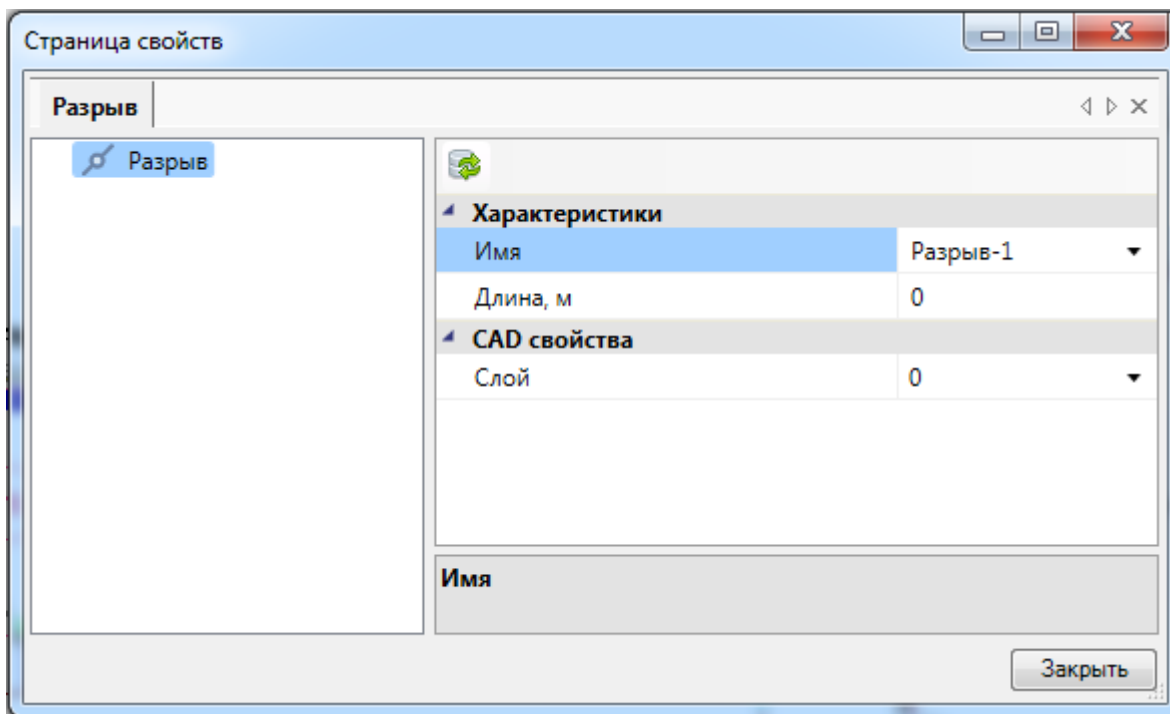 Страница свойств
Разрыв
Разрыв
Характеристики
Имя Разрыв-1
Длина, м 0
CAD свойства
Слой 0
Имя
Закрыть